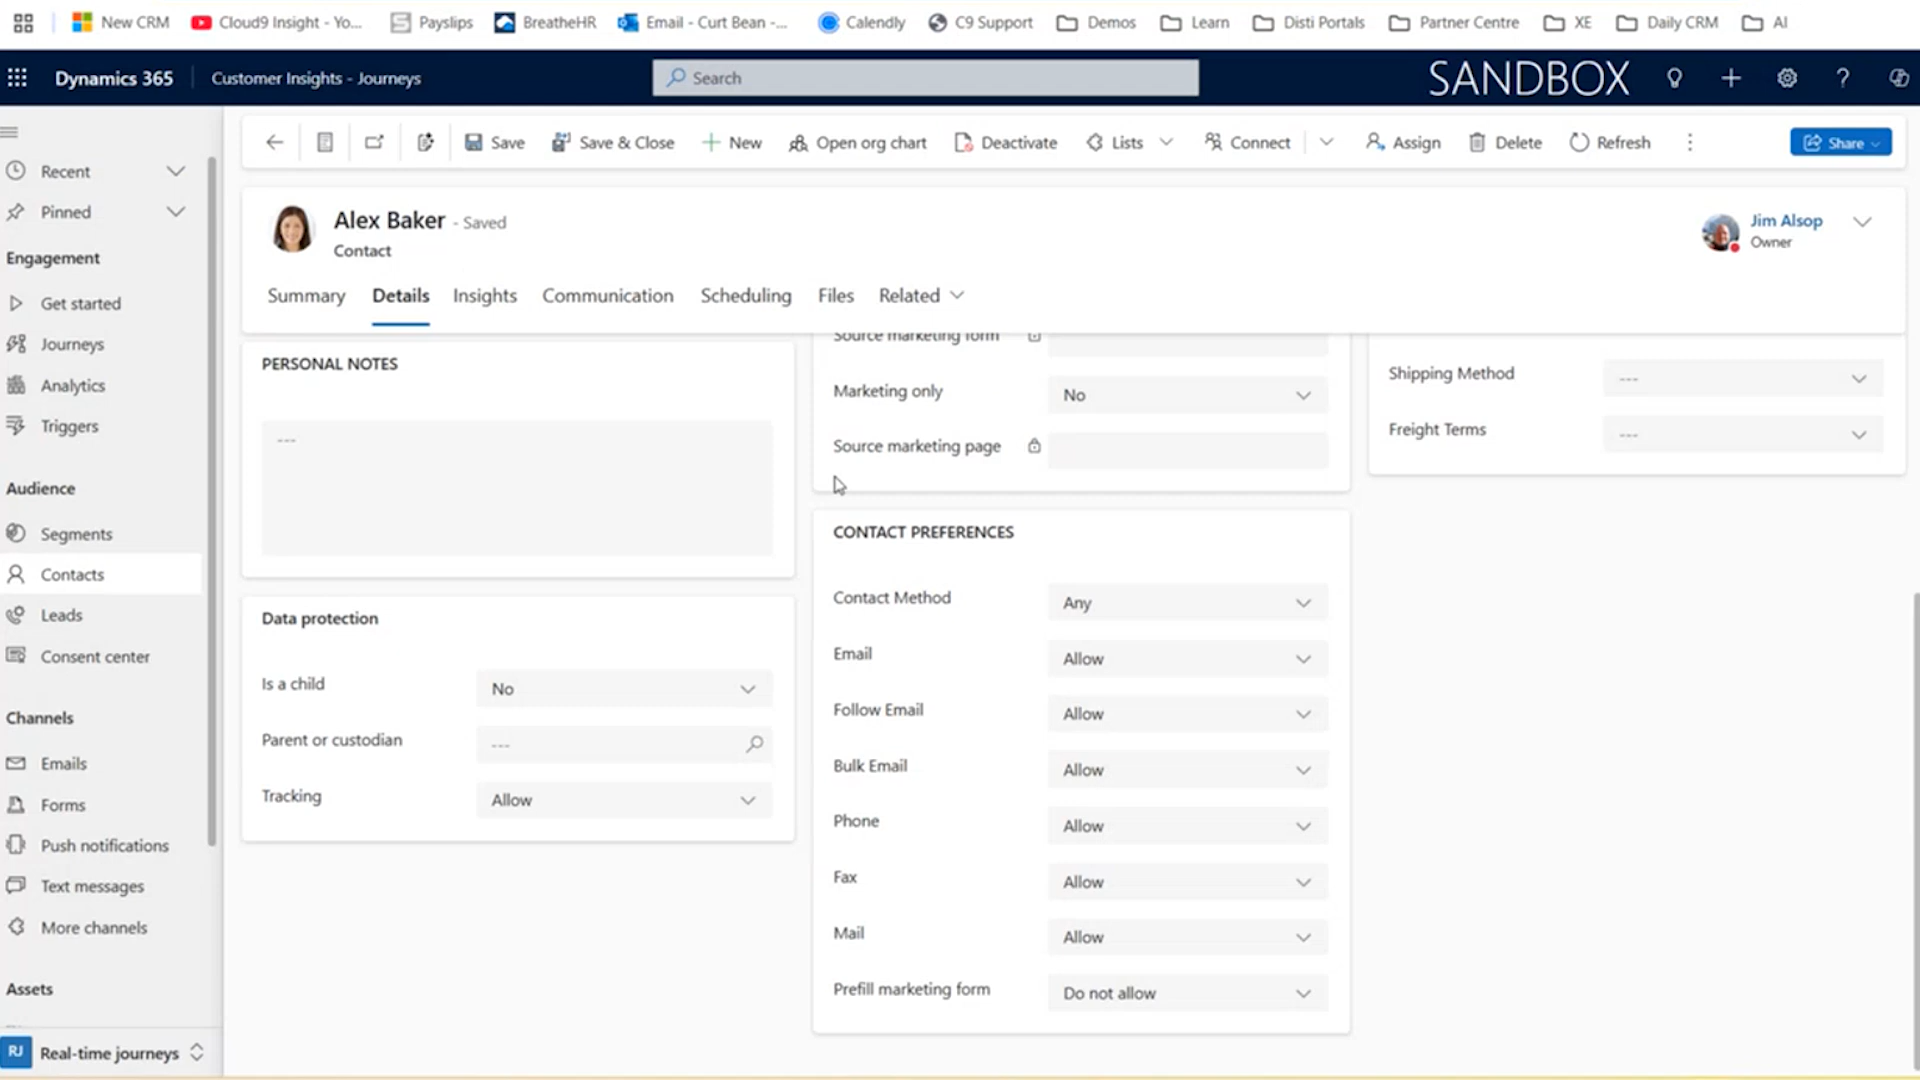 New CRM Cloud9 Insight - Yo... Payslips BreatheHR Email - Curt Bean -... Calendly C9 Support Demos Learn Disti Portals Partner Centre XE Daily CRM AI
Dynamics 365 Customer Insights - Journeys Search SANDBOX
Save Save & Close New Open org chart Deactivate Lists Connect Assign Delete Refresh Share
Recent
Pinned
Engagement
Get started
Journeys
Analytics
Triggers
Audience
Segments
Contacts
Leads
Consent center
Channels
Emails
Forms
Push notifications
Text messages
More channels
Assets
RJ Real-time journeys
Alex Baker - Saved
Contact
Jim Alsop
Owner
Summary Details Insights Communication Scheduling Files Related
PERSONAL NOTES
---
Data protection
Is a child No
Parent or custodian ---
Tracking Allow
Source marketing form
Marketing only No
Source marketing page
CONTACT PREFERENCES
Contact Method Any
Email Allow
Follow Email Allow
Bulk Email Allow
Phone Allow
Fax Allow
Mail Allow
Prefill marketing form Do not allow
Shipping Method ---
Freight Terms ---